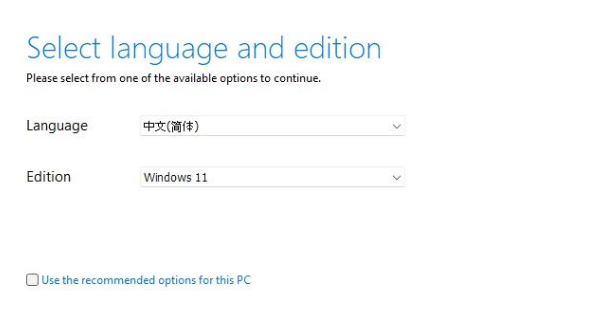 Select language and edition
Please select from one of the available options to continue.
Language 中文(简体)
Edition Windows 11
Use the recommended options for this PC